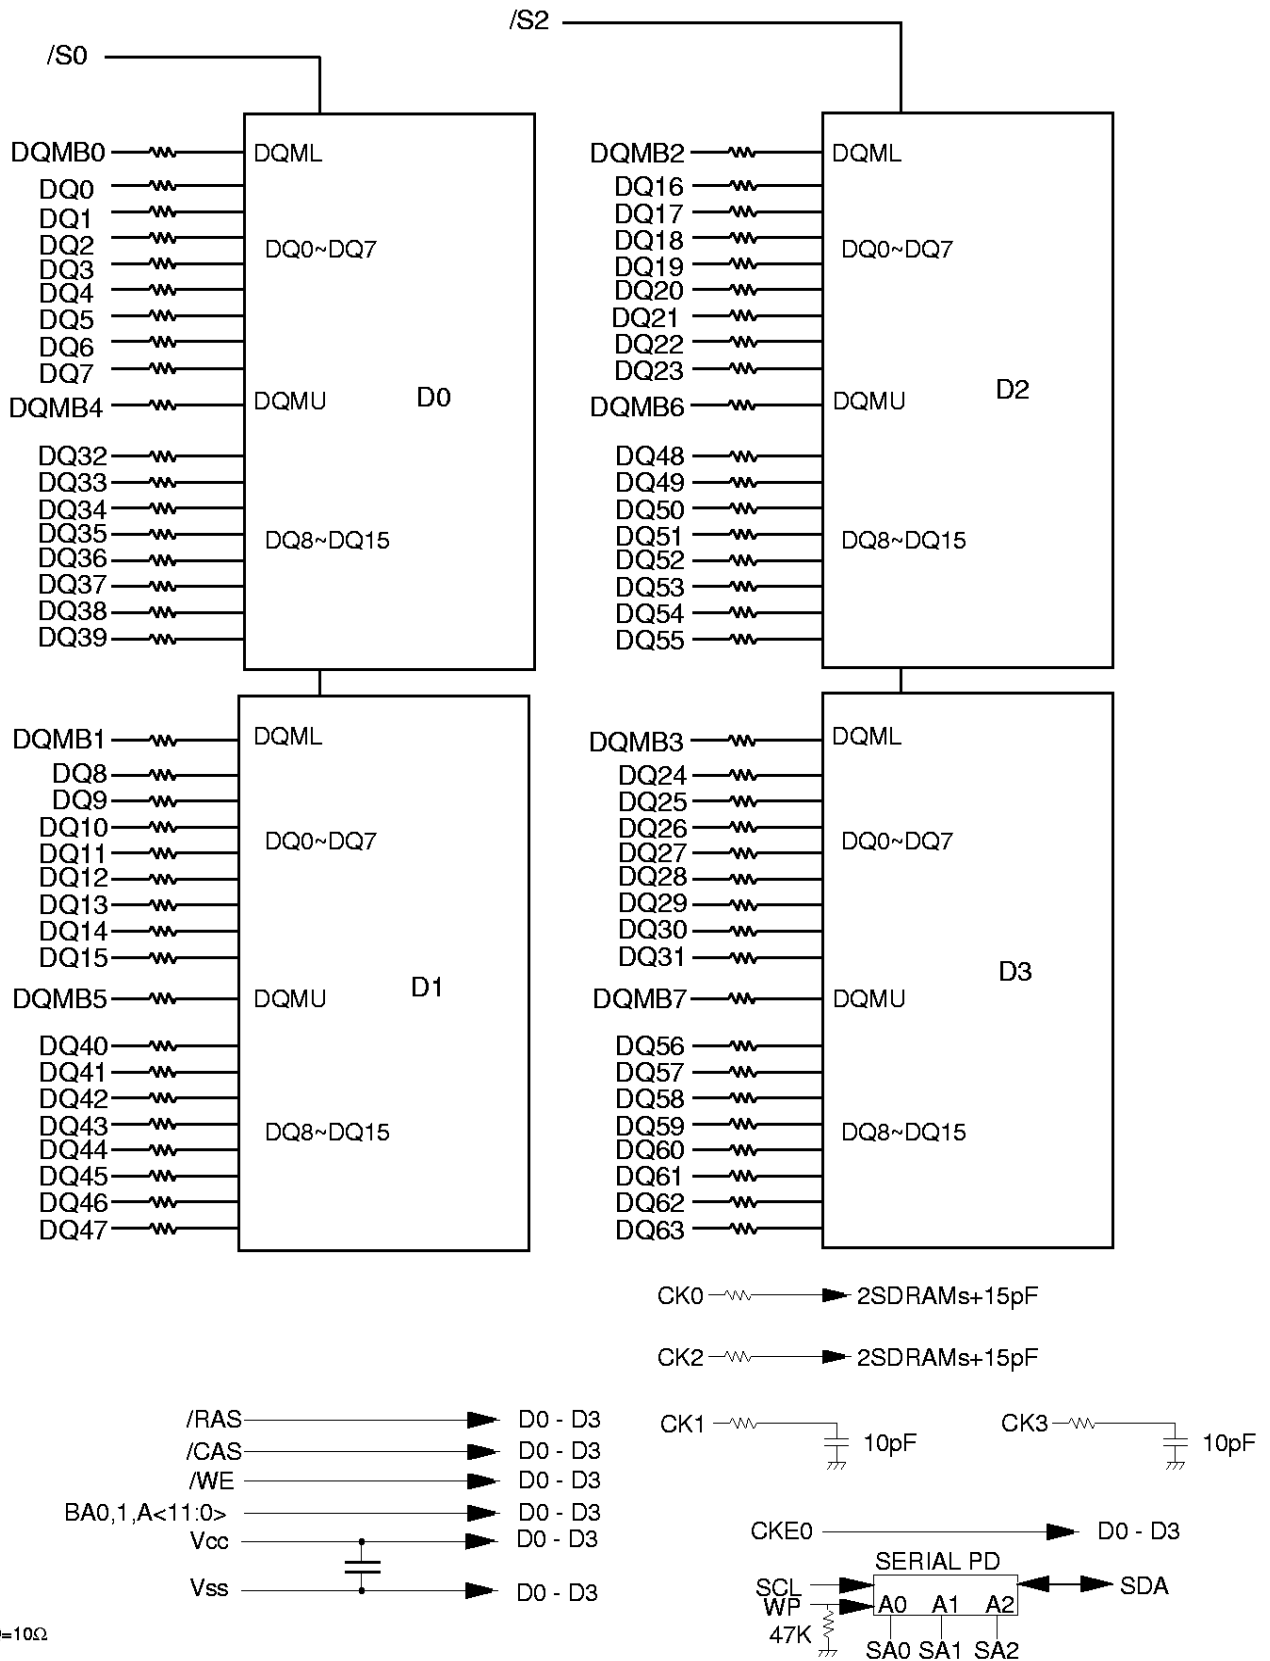 /S0
/S2
DQMB0 DQML
DQ0
DQ1
DQ2 DQ0~DQ7
DQ3
DQ4
DQ5
DQ6
DQ7
DQMB4 DQMU D0
DQ32
DQ33
DQ34
DQ35 DQ8~DQ15
DQ36
DQ37
DQ38
DQ39
DQMB1 DQML
DQ8
DQ9
DQ10
DQ11 DQ0~DQ7
DQ12
DQ13
DQ14
DQ15
DQMB5 DQMU D1
DQ40
DQ41
DQ42
DQ43 DQ8~DQ15
DQ44
DQ45
DQ46
DQ47
DQMB2 DQML
DQ16
DQ17
DQ18 DQ0~DQ7
DQ19
DQ20
DQ21
DQ22
DQ23
DQMB6 DQMU D2
DQ48
DQ49
DQ50
DQ51 DQ8~DQ15
DQ52
DQ53
DQ54
DQ55
DQMB3 DQML
DQ24
DQ25
DQ26
DQ27 DQ0~DQ7
DQ28
DQ29
DQ30
DQ31
DQMB7 DQMU D3
DQ56
DQ57
DQ58
DQ59 DQ8~DQ15
DQ60
DQ61
DQ62
DQ63
CK0 2SDRAMs+15pF
CK2 2SDRAMs+15pF
CK1 10pF
CK3 10pF
/RAS D0 - D3
/CAS D0 - D3
/WE D0 - D3
BA0,1,A<11:0> D0 - D3
Vcc D0 - D3
Vss D0 - D3
CKE0 D0 - D3
SERIAL PD
SCL SDA
WP A0 A1 A2
47K
SA0 SA1 SA2
=10Ω